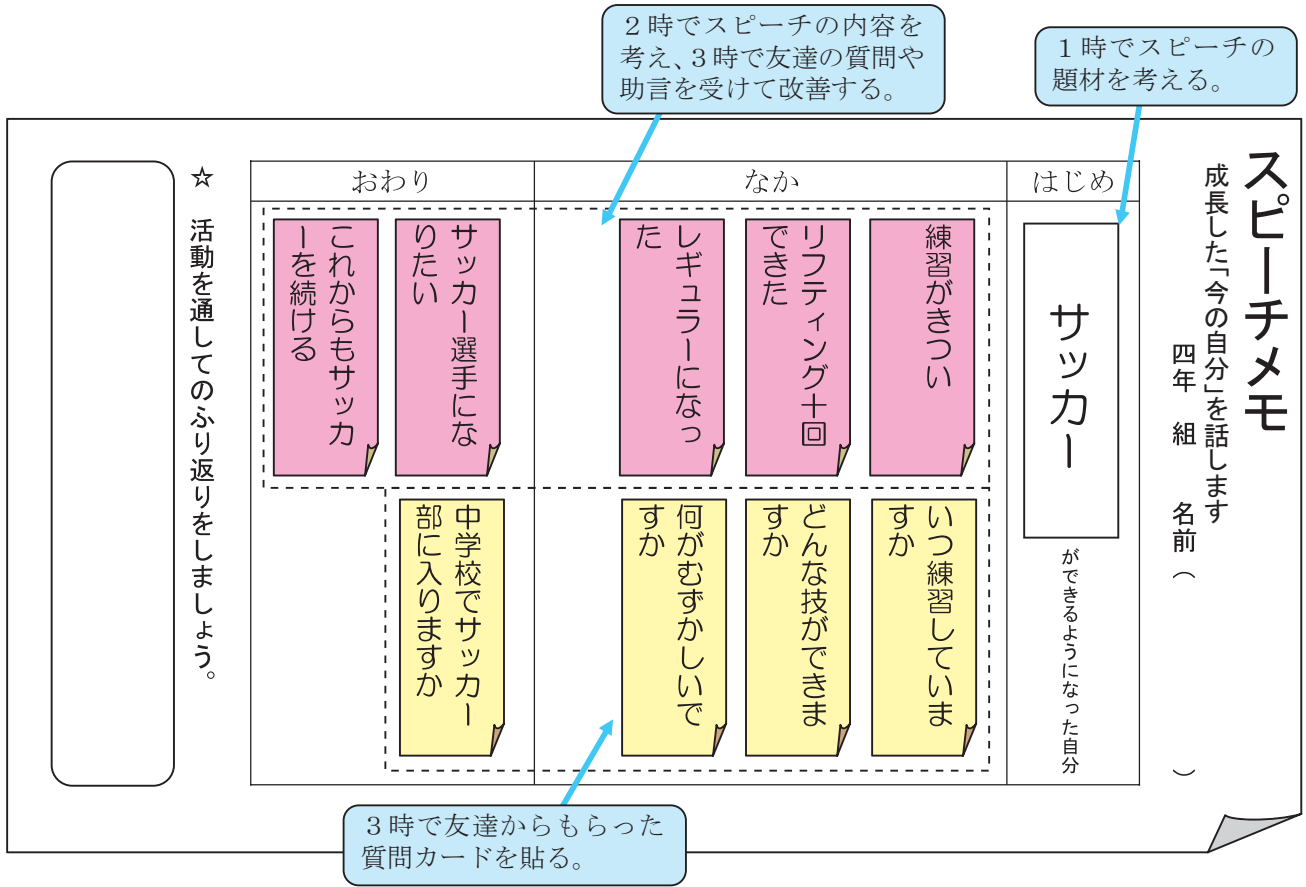 ２時でスピーチの内容を
考え、３時で友達の質問や
助言を受けて改善する。
１時でスピーチの
題材を考える。
スピーチメモ
成長した「今の自分」を話します
四年　組　　名前（　　　　　　）
はじめ
サッカー
ができるようになった自分
なか
練習がきつい
いつ練習していま
すか
リフティング十回
できた
どんな技ができま
すか
レギュラーになっ
た
何がむずかしいで
すか
おわり
サッカー選手にな
りたい
中学校でサッカー
部に入りますか
これからもサッカ
ーを続ける
☆　活動を通してのふり返りをしましょう。
３時で友達からもらった
質問カードを貼る。